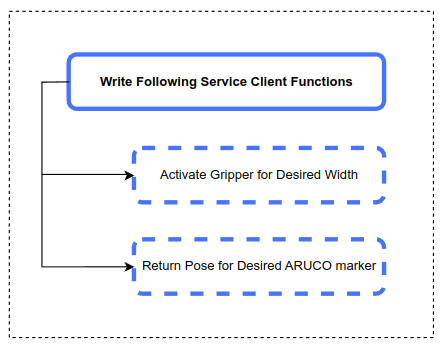 Write Following Service Client Functions
Activate Gripper for Desired Width
Return Pose for Desired ARUCO marker